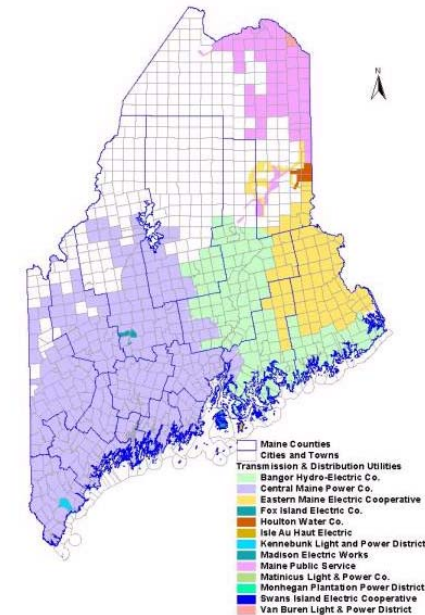 N
Maine Counties
Cities and Towns
Transmission & Distribution Utilities
Bangor Hydro-Electric Co.
Central Maine Power Co.
Eastern Maine Electric Cooperative
Fox Island Electric Co.
Houlton Water Co.
Isle Au Haut Electric
Kennebunk Light and Power District
Madison Electric Works
Maine Public Service
Matinicus Light & Power Co.
Monhegan Plantation Power District
Swans Island Electric Cooperative
Van Buren Light & Power District